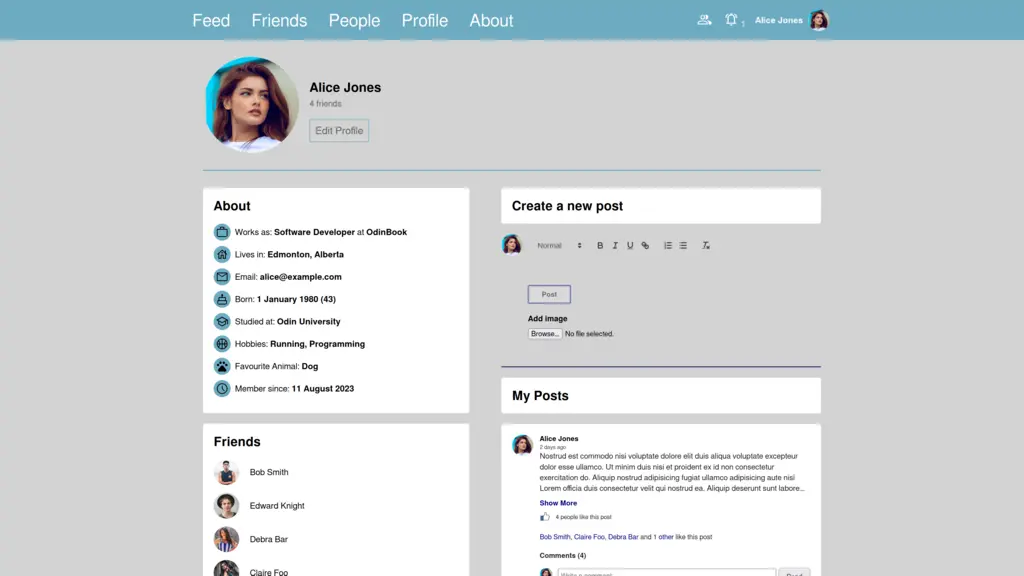 Feed Friends People Profile About
1 Alice Jones
Alice Jones
4 friends
Edit Profile
About
Works as: Software Developer at OdinBook
Lives in: Edmonton, Alberta
Email: alice@example.com
Born: 1 January 1980 (43)
Studied at: Odin University
Hobbies: Running, Programming
Favourite Animal: Dog
Member since: 11 August 2023
Friends
Bob Smith
Edward Knight
Debra Bar
Claire Foo
Create a new post
Normal B I U
Post
Add image
Browse... No file selected.
My Posts
Alice Jones
2 days ago
Nostrud est commodo nisi voluptate dolore elit duis aliqua voluptate excepteur
dolor esse ullamco. Ut minim duis nisi et proident ex id non consectetur
exercitation do. Aliquip nostrud adipisicing fugiat ullamco adipisicing aute nisi
Lorem officia duis consectetur velit qui nostrud ea. Aliquip deserunt sunt labore...
Show More
4 people like this post
Bob Smith, Claire Foo, Debra Bar and 1 other like this post
Comments (4)
Write a comment